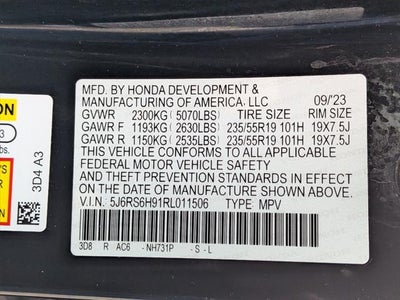 MFD. BY HONDA DEVELOPMENT &
MANUFACTURING OF AMERICA, LLC 09/'23
GVWR 2300KG (5070LBS) TIRE SIZE RIM SIZE
GAWR F 1193KG (2630LBS) 235/55R19 101H 19X7.5J
GAWR R 1150KG (2535LBS) 235/55R19 101H 19X7.5J
THIS VEHICLE CONFORMS TO ALL APPLICABLE
FEDERAL MOTOR VEHICLE SAFETY
AND THEFT PREVENTION STANDARDS IN EFFECT ON
THE DATE OF MANUFACTURE SHOWN ABOVE.
V.I.N. 5J6RS6H91RL011506 TYPE MPV
3D8 R AC6 -NH731P -S-L
ION
3
3D4 A3